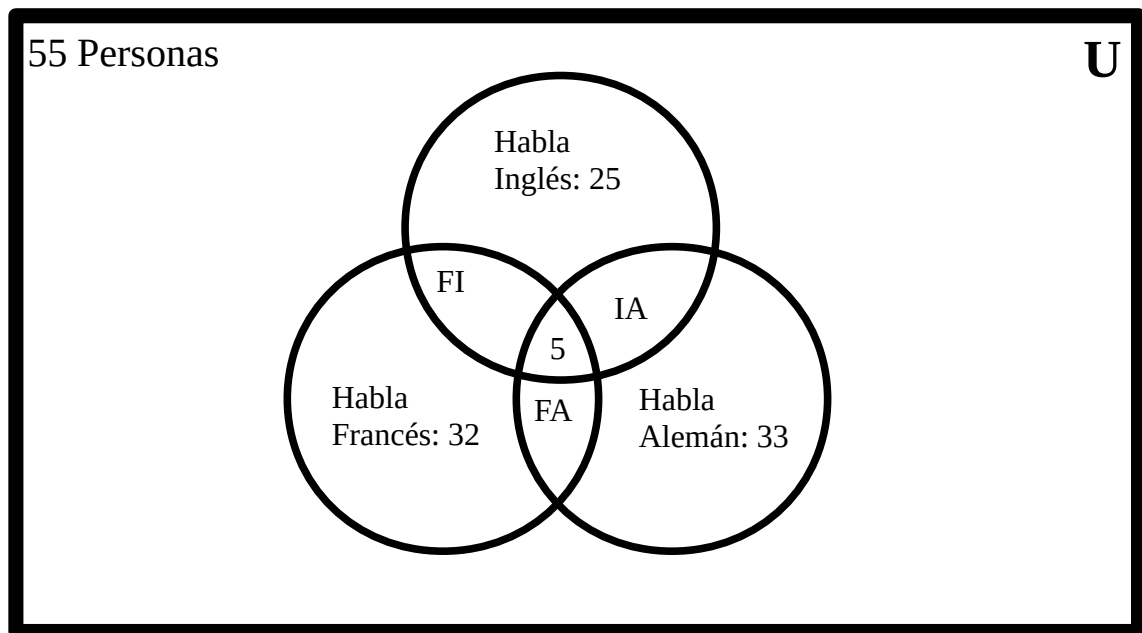 55 Personas
U
Habla
Inglés: 25
FI
IA
5
Habla
Francés: 32
FA
Habla
Alemán: 33